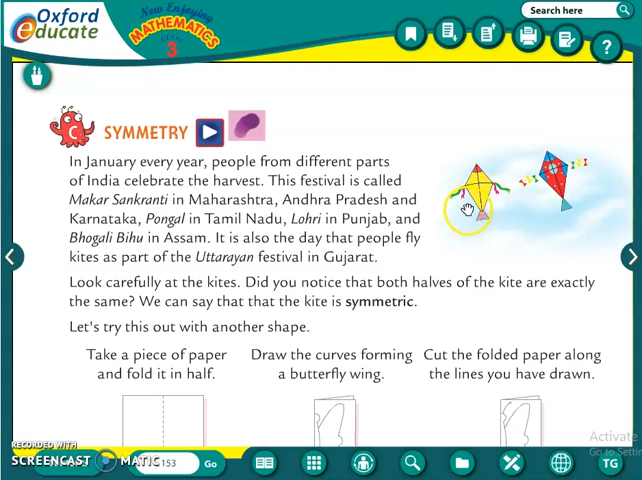 Oxford
educate
New Enjoying
MATHEMATICS
CLASS
3
Search here
?
C SYMMETRY
In January every year, people from different parts
of India celebrate the harvest. This festival is called
Makar Sankranti in Maharashtra, Andhra Pradesh and
Karnataka, Pongal in Tamil Nadu, Lohri in Punjab, and
Bhogali Bihu in Assam. It is also the day that people fly
kites as part of the Uttarayan festival in Gujarat.
Look carefully at the kites. Did you notice that both halves of the kite are exactly
the same? We can say that that the kite is symmetric.
Let's try this out with another shape.
Take a piece of paper
and fold it in half.
Draw the curves forming
a butterfly wing.
Cut the folded paper along
the lines you have drawn.
Activate
Go to Settin
RECORDED WITH
SCREENCAST MATIC
153
Go
TG